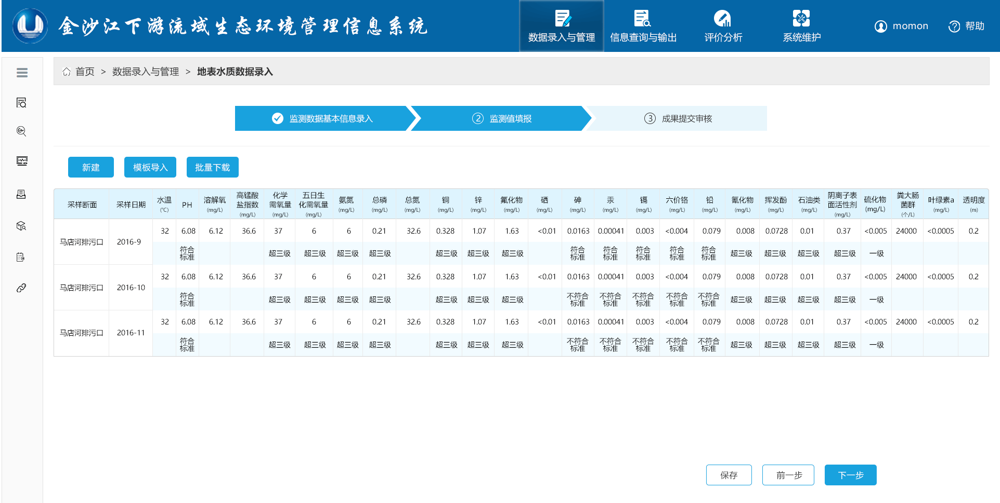 金沙江下游流域生态环境管理信息系统
数据录入与管理 信息查询与输出 评价分析 系统维护 momon 帮助
首页 > 数据录入与管理 > 地表水质数据录入
监测数据基本信息录入 2 监测值填报 3 成果提交审核
新建 模板导入 批量下载
采样断面 采样日期 水温 (℃) PH 溶解氧 (mg/L) 高锰酸盐指数 (mg/L) 化学需氧量 (mg/L) 五日生化需氧量 (mg/L) 氨氮 (mg/L) 总磷 (mg/L) 总氮 (mg/L) 铜 (mg/L) 锌 (mg/L) 氟化物 (mg/L) 硒 (mg/L) 砷 (mg/L) 汞 (mg/L) 镉 (mg/L) 六价铬 (mg/L) 铅 (mg/L) 氰化物 (mg/L) 挥发酚 (mg/L) 石油类 (mg/L) 阴离子表面活性剂 (mg/L) 硫化物 (mg/L) 粪大肠菌群 (个/L) 叶绿素a (mg/L) 透明度 (m)
马店河排污口 2016-9 32 6.08 6.12 36.6 37 6 6 0.21 32.6 0.328 1.07 1.63 <0.01 0.0163 0.00041 0.003 <0.004 0.079 0.008 0.0728 0.01 0.37 <0.005 24000 <0.0005 0.2
符合标准 超三级 超三级 超三级 超三级 超三级 超三级 超三级 符合标准 符合标准 符合标准 符合标准 符合标准 超三级 超三级 超三级 超三级 一级
马店河排污口 2016-10 32 6.08 6.12 36.6 37 6 6 0.21 32.6 0.328 1.07 1.63 <0.01 0.0163 0.00041 0.003 <0.004 0.079 0.008 0.0728 0.01 0.37 <0.005 24000 <0.0005 0.2
符合标准 超三级 超三级 超三级 超三级 超三级 超三级 超三级 不符合标准 不符合标准 不符合标准 不符合标准 不符合标准 超三级 超三级 超三级 超三级 一级
马店河排污口 2016-11 32 6.08 6.12 36.6 37 6 6 0.21 32.6 0.328 1.07 1.63 <0.01 0.0163 0.00041 0.003 <0.004 0.079 0.008 0.0728 0.01 0.37 <0.005 24000 <0.0005 0.2
符合标准 超三级 超三级 超三级 超三级 超三级 超三级 超三级 不符合标准 不符合标准 不符合标准 不符合标准 不符合标准 超三级 超三级 超三级 超三级 一级
保存 前一步 下一步